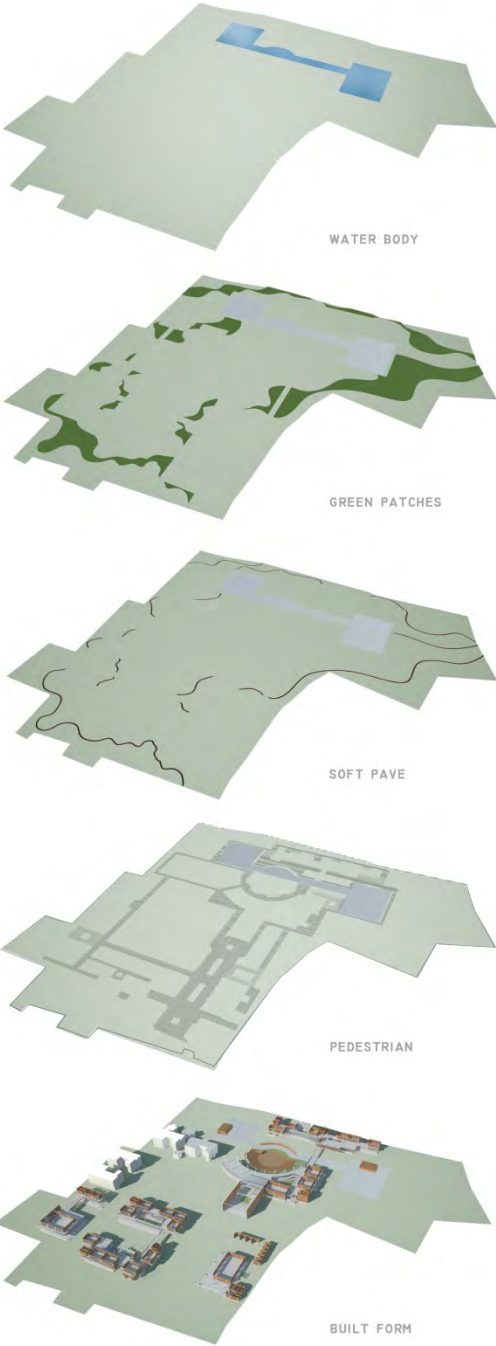 WATER BODY
GREEN PATCHES
SOFT PAVE
PEDESTRIAN
BUILT FORM